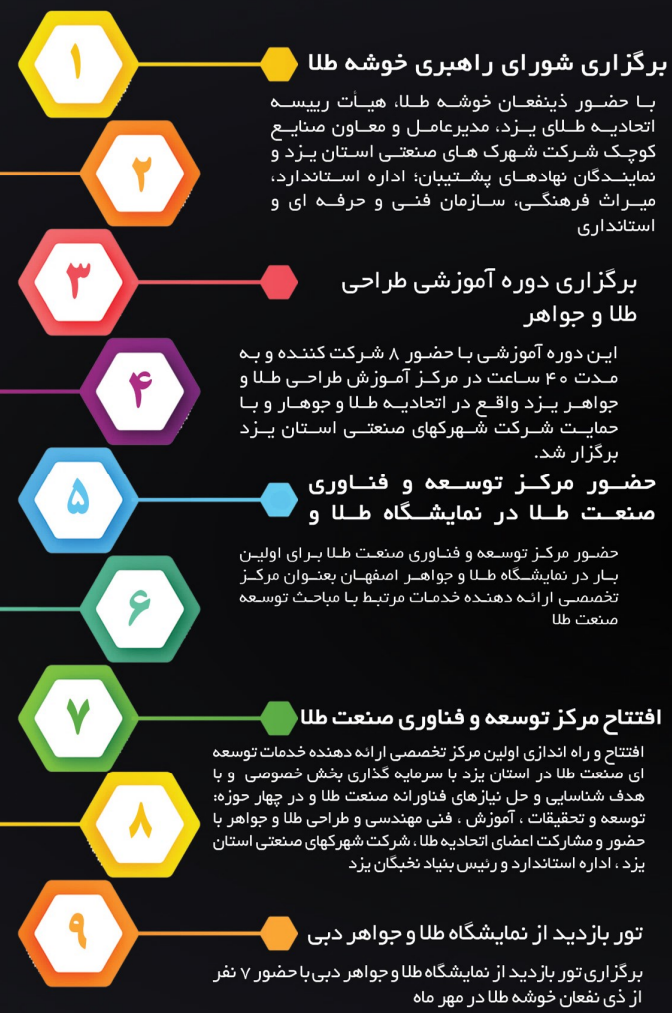 ۱
برگزاری شورای راهبری خوشه طلا
با حضور ذینفعان خوشه طلا، هیأت رییسه
اتحادیه طلای یزد، مدیرعامل و معاون صنایع
کوچک شرکت شهرک های صنعتی استان یزد و
نمایندگان نهادهای پشتیبان؛ اداره استاندارد،
میراث فرهنگی، سازمان فنی و حرفه ای و
استانداری
۲
۳
برگزاری دوره آموزشی طراحی
طلا و جواهر
این دوره آموزشی با حضور ۸ شرکت کننده و به
مدت ۴۰ ساعت در مرکز آموزش طراحی طلا و
جواهر یزد واقع در اتحادیه طلا و جوهار و با
حمایت شرکت شهرکهای صنعتی استان یزد
برگزار شد.
۴
۵
حضور مرکز توسعه و فناوری
صنعت طلا در نمایشگاه طلا و
حضور مرکز توسعه و فناوری صنعت طلا برای اولین
بار در نمایشگاه طلا و جواهر اصفهان بعنوان مرکز
تخصصی ارائه دهنده خدمات مرتبط با مباحث توسعه
صنعت طلا
۶
۷
افتتاح مرکز توسعه و فناوری صنعت طلا
افتتاح و راه اندازی اولین مرکز تخصصی ارائه دهنده خدمات توسعه
ای صنعت طلا در استان یزد با سرمایه گذاری بخش خصوصی و با
هدف شناسایی و حل نیازهای فناورانه صنعت طلا و در چهار حوزه:
توسعه و تحقیقات ، آموزش ، فنی مهندسی و طراحی طلا و جواهر با
حضور و مشارکت اعضای اتحادیه طلا ، شرکت شهرکهای صنعتی استان
یزد ، اداره استاندارد و رئیس بنیاد نخبگان یزد
۸
۹
تور بازدید از نمایشگاه طلا و جواهر دبی
برگزاری تور بازدید از نمایشگاه طلا و جواهر دبی با حضور ۷ نفر
از ذی نفعان خوشه طلا در مهر ماه